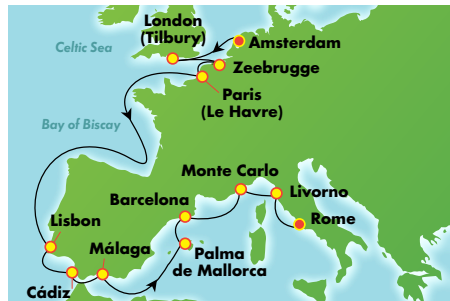 London
(Tilbury)
Amsterdam
Celtic Sea
Zeebrugge
Paris
(Le Havre)
Bay of Biscay
Monte Carlo
Barcelona
Livorno
Rome
Lisbon
Málaga
Palma
de Mallorca
Cádiz